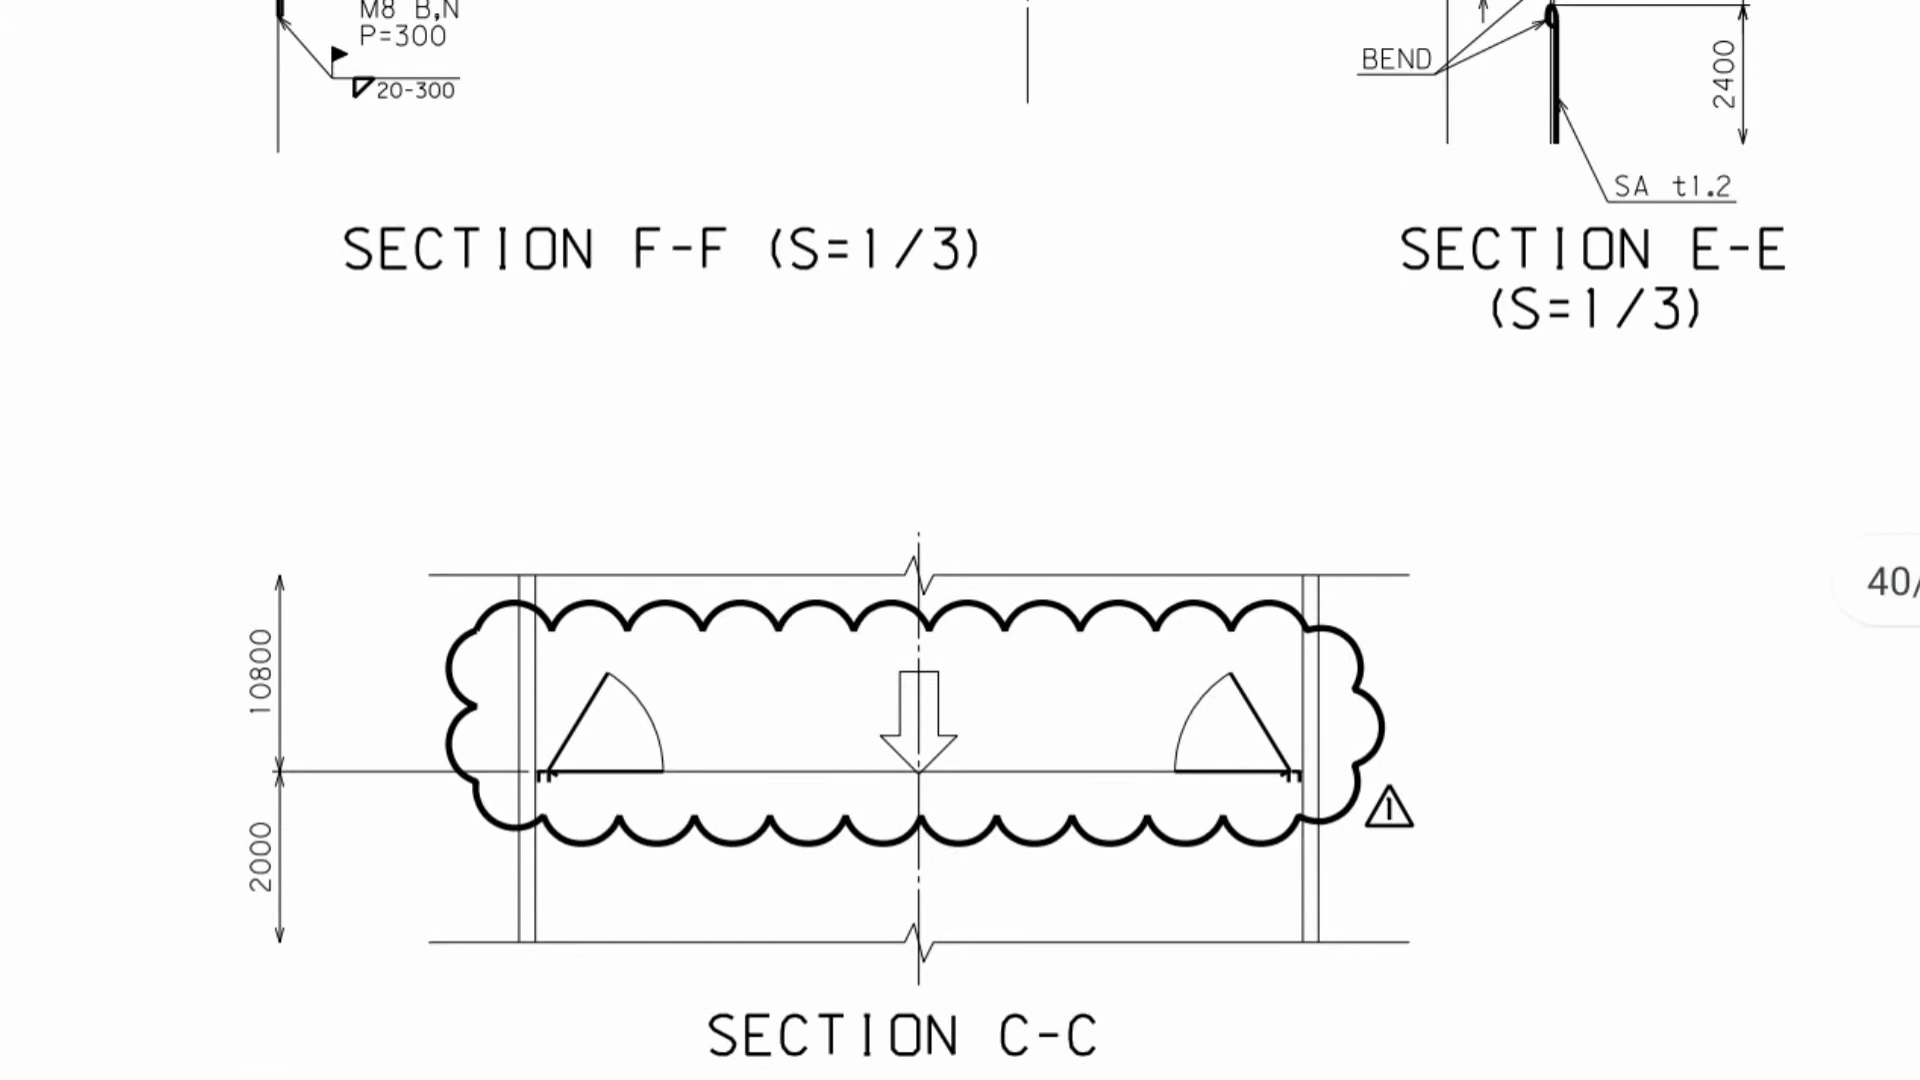 M8 B,N
P=300
20-300
BEND
2400
SA t1.2
SECTION F-F (S=1/3)
SECTION E-E
(S=1/3)
40/
10800
2000
1
SECTION C-C